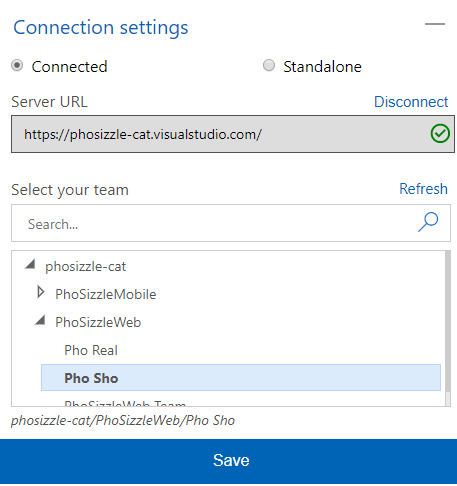 Connection settings
Connected Standalone
Server URL Disconnect
https://phosizzle-cat.visualstudio.com/
Select your team Refresh
Search...
phosizzle-cat
PhoSizzleMobile
PhoSizzleWeb
Pho Real
Pho Sho
PhoSizzleWeb Team
phosizzle-cat/PhoSizzleWeb/Pho Sho
Save